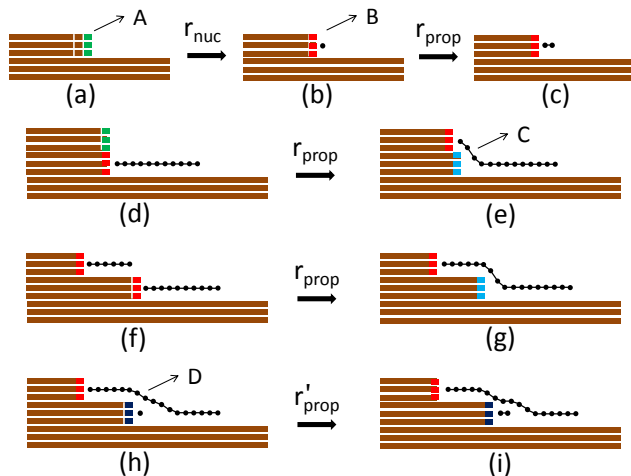 A
B
r_nuc
r_prop
(a)
(b)
(c)
C
r_prop
(d)
(e)
r_prop
(f)
(g)
D
r'_prop
(h)
(i)